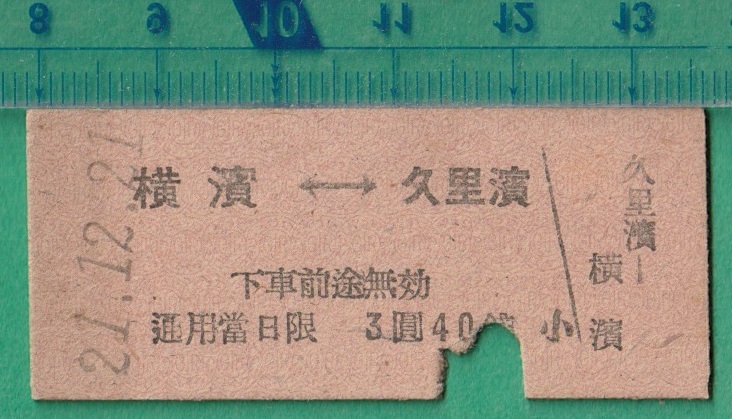 8 9 10 11 12 13
21.12.21
横濱 ⟷ 久里濱
下車前途無効
通用當日限 3圓40錢
小
久里濱—
横濱